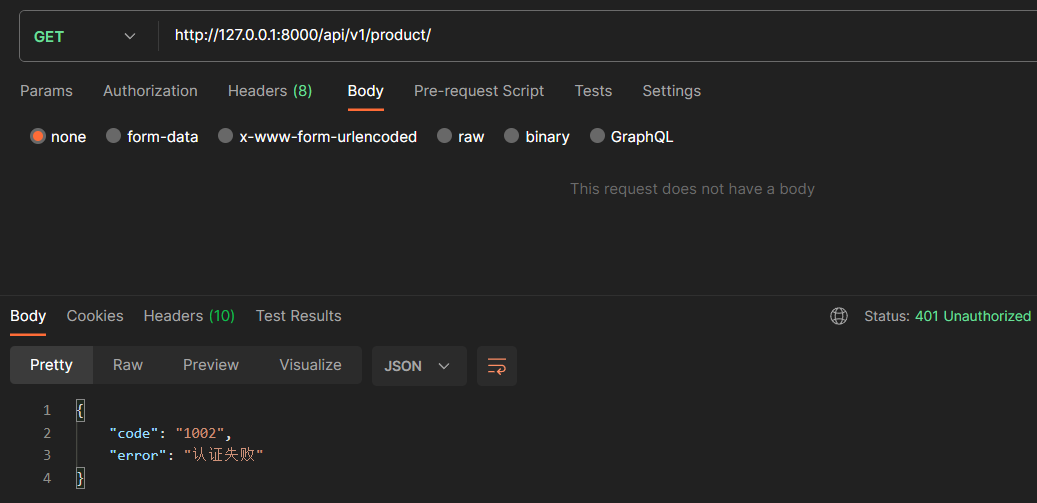 GET http://127.0.0.1:8000/api/v1/product/
Params Authorization Headers (8) Body Pre-request Script Tests Settings
none form-data x-www-form-urlencoded raw binary GraphQL
This request does not have a body
Body Cookies Headers (10) Test Results Status: 401 Unauthorized
Pretty Raw Preview Visualize JSON
1 {
2 "code": "1002",
3 "error": "认证失败"
4 }